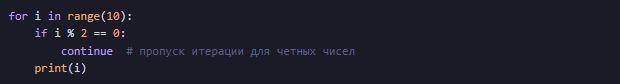 for i in range(10):
    if i % 2 == 0:
        continue  # пропуск итерации для четных чисел
    print(i)